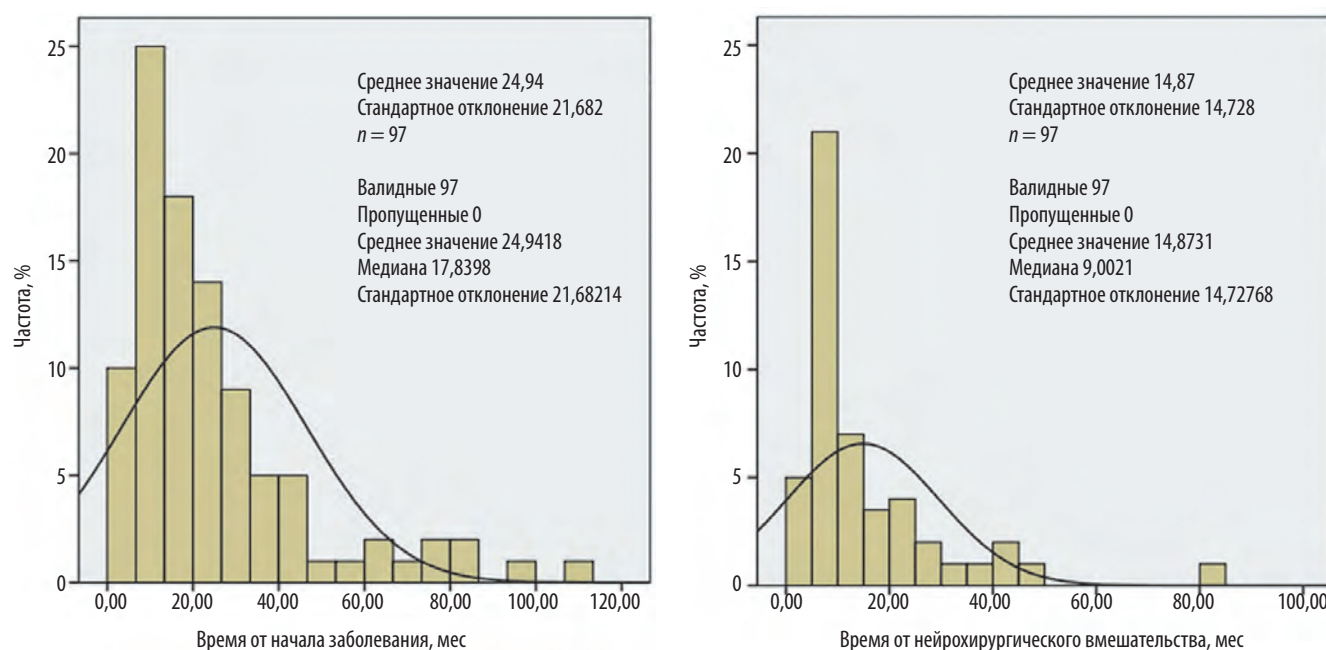 25
20
15
10
5
0
Частота, %
Среднее значение 24,94
Стандартное отклонение 21,682
n = 97
Валидные 97
Пропущенные 0
Среднее значение 24,9418
Медиана 17,8398
Стандартное отклонение 21,68214
0,00 20,00 40,00 60,00 80,00 100,00 120,00
Время от начала заболевания, мес
25
20
15
10
5
0
Частота, %
Среднее значение 14,87
Стандартное отклонение 14,728
n = 97
Валидные 97
Пропущенные 0
Среднее значение 14,8731
Медиана 9,0021
Стандартное отклонение 14,72768
0,00 20,00 40,00 60,00 80,00 100,00
Время от нейрохирургического вмешательства, мес